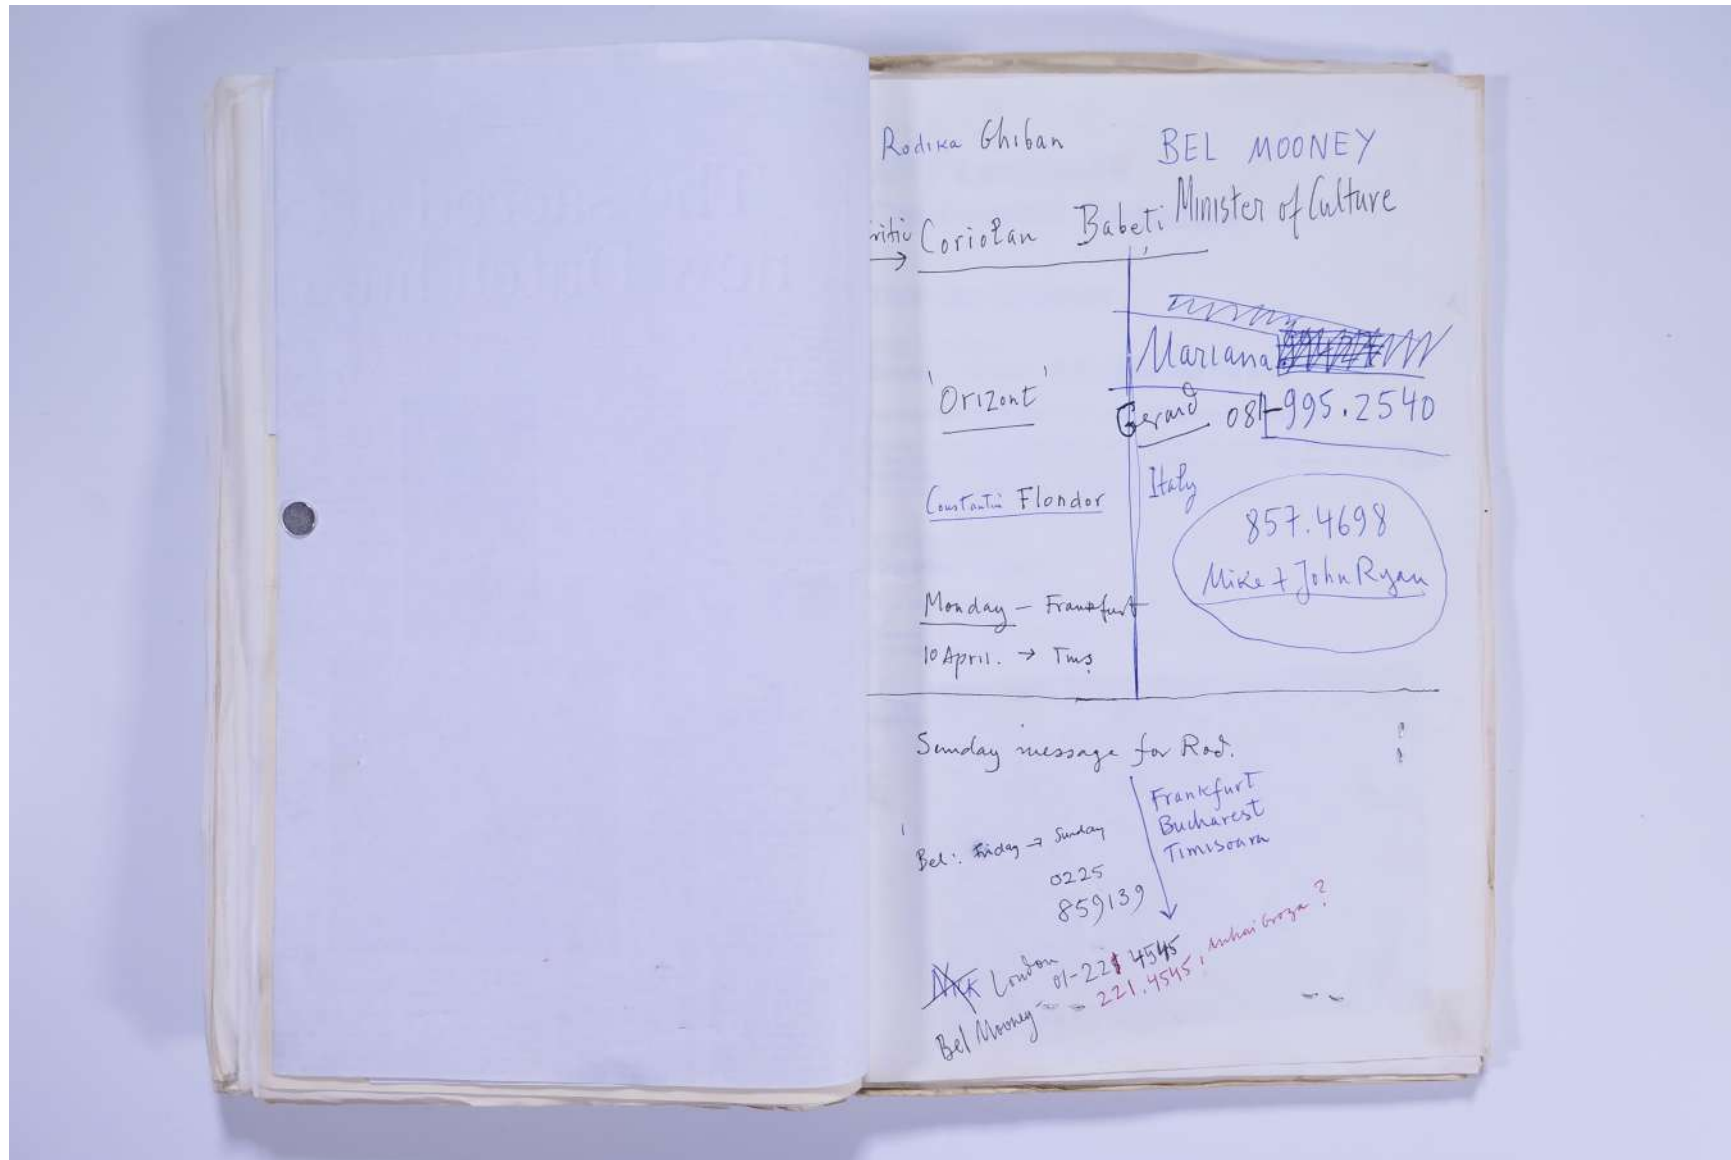 Rodika Ghiban
BEL MOONEY
Minister of Culture
→ Coriolan Babeți
Mariana
'Orizont'
Gerard 081-995.2540
Italy
Constantin Flondor
857.4698
Mike + John Ryan
Monday – Frankfurt
10 April. → Tmș
Sunday message for Rod.
Frankfurt
Bucharest
Timisoara
Bel: Friday → Sunday
0225
859139
London 01-221 4545
Bel Mooney 221.4545, Mihai Groza?